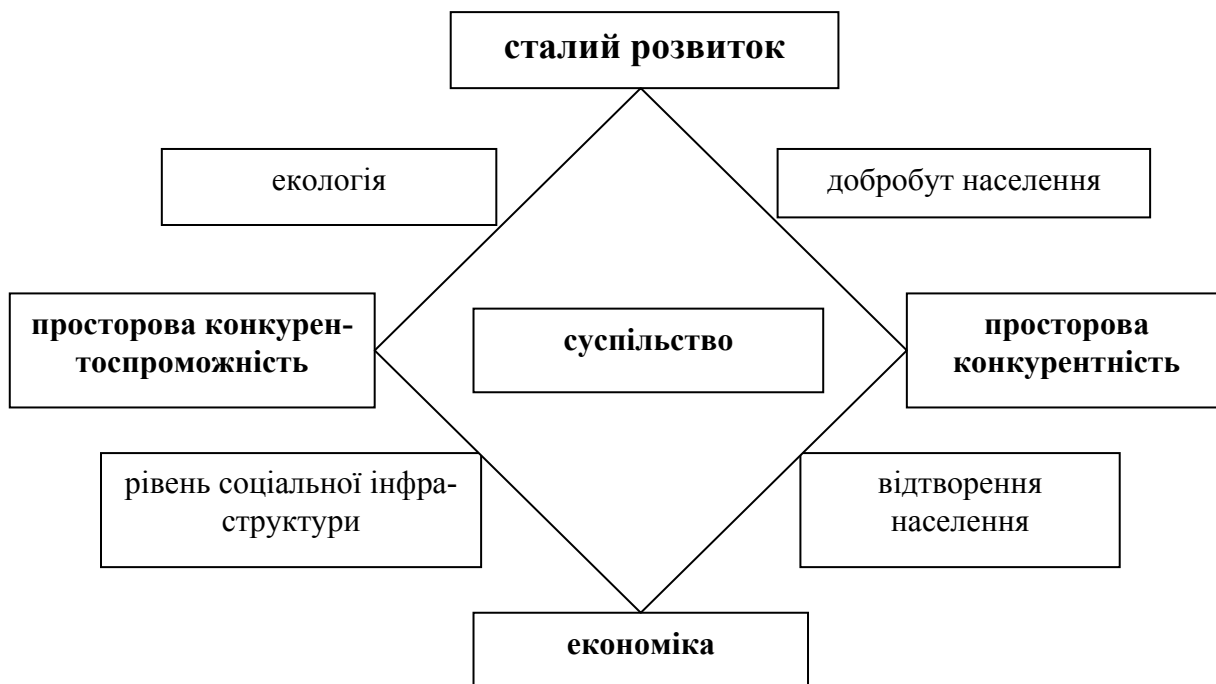 сталий розвиток
екологія
добробут населення
просторова конкурен-
тоспроможність
суспільство
просторова
конкурентність
рівень соціальної інфра-
структури
відтворення
населення
економіка